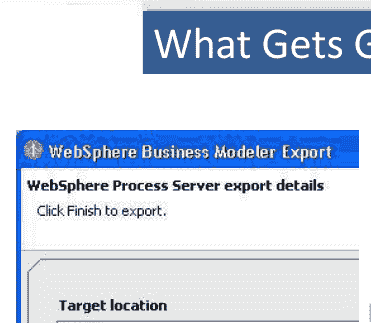 What Gets G
WebSphere Business Modeler Export
WebSphere Process Server export details
Click Finish to export.
Target location